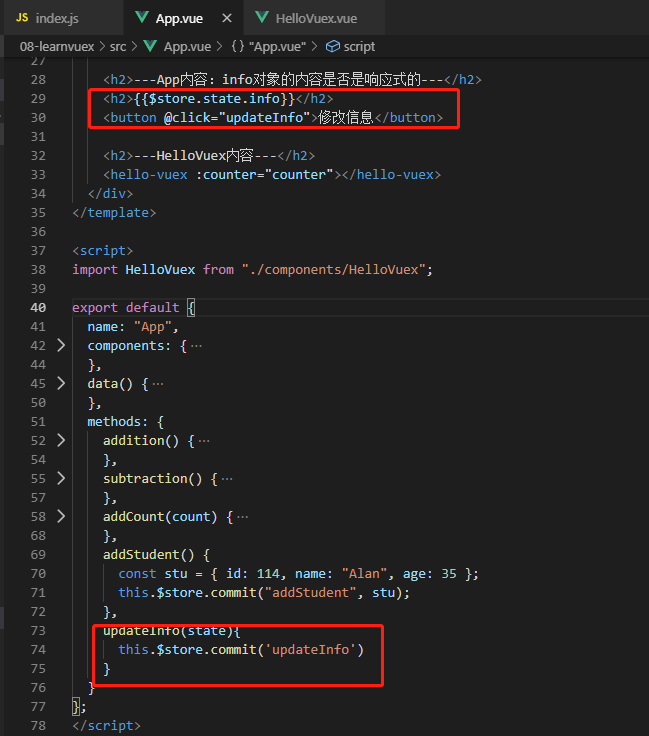 JS index.js App.vue × HelloVuex.vue
08-learnvuex > src > App.vue > {} "App.vue" > script
27
28 <h2>---App内容：info对象的内容是否是响应式的---</h2>
29 <h2>{{$store.state.info}}</h2>
30 <button @click="updateInfo">修改信息</button>
31
32 <h2>---HelloVuex内容---</h2>
33 <hello-vuex :counter="counter"></hello-vuex>
34 </div>
35 </template>
36
37 <script>
38 import HelloVuex from "./components/HelloVuex";
39
40 export default {
41 name: "App",
42 components: {…
44 },
45 data() {…
50 },
51 methods: {
52 addition() {…
54 },
55 subtraction() {…
57 },
58 addCount(count) {…
68 },
69 addStudent() {
70 const stu = { id: 114, name: "Alan", age: 35 };
71 this.$store.commit("addStudent", stu);
72 },
73 updateInfo(state){
74 this.$store.commit('updateInfo')
75 }
76 }
77 };
78 </script>